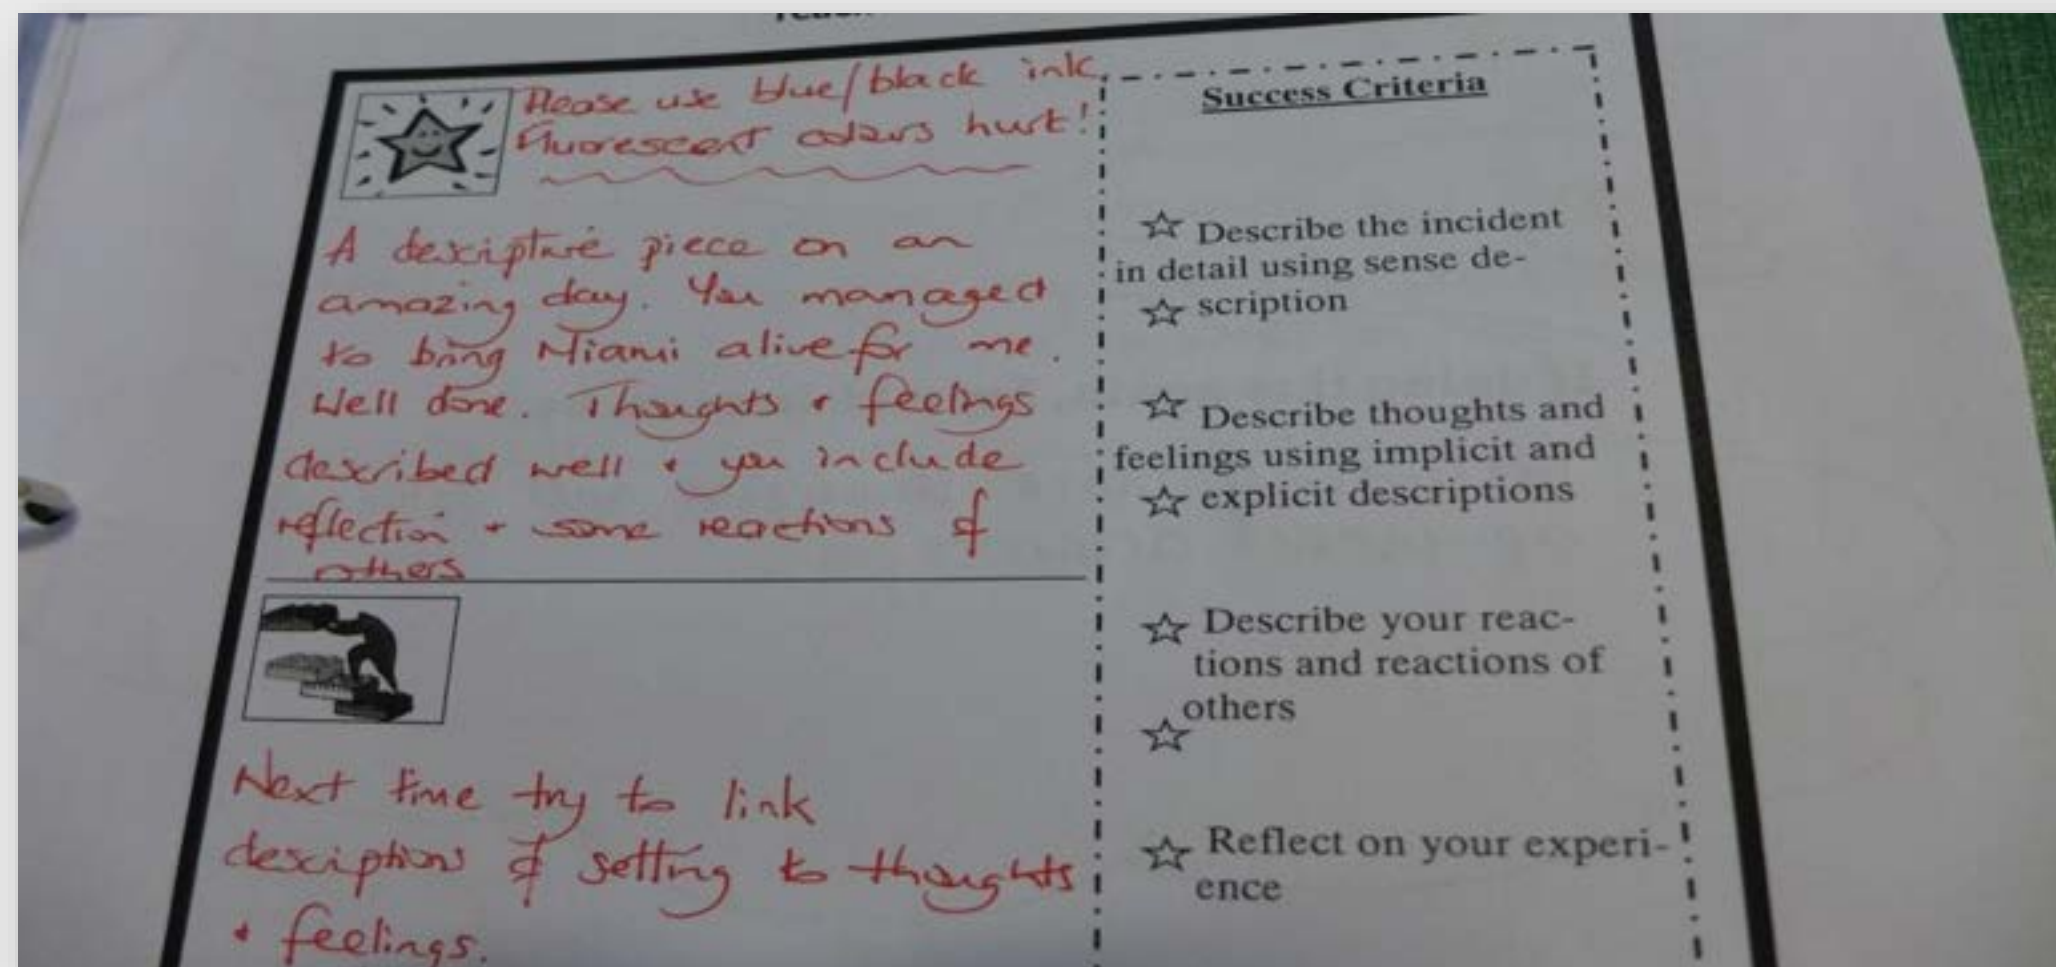 Please use blue/black ink.
Fluorescent colours hurt!
A descriptive piece on an
amazing day. You managed
to bring Miami alive for me.
Well done. Thoughts + feelings
described well + you include
reflection + some reactions of
others
Next time try to link
desciptions of setting to thoughts
+ feelings.
Success Criteria
Describe the incident
in detail using sense de-
scription
Describe thoughts and
feelings using implicit and
explicit descriptions
Describe your reac-
tions and reactions of
others
Reflect on your experi-
ence